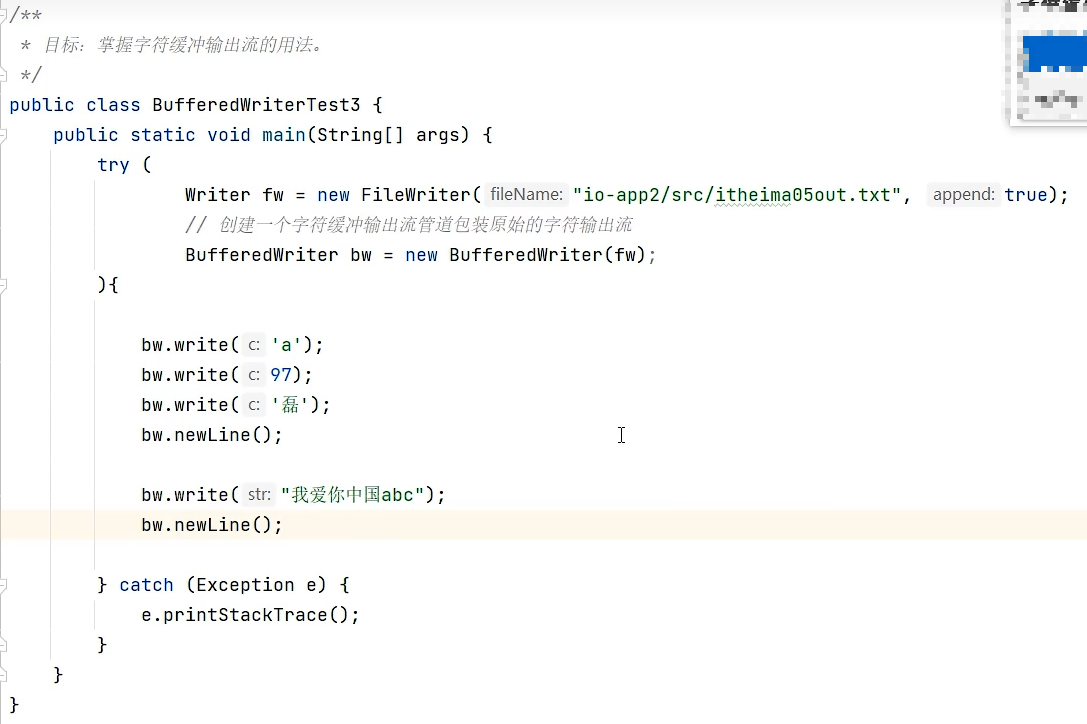 /**
 * 目标：掌握字符缓冲输出流的用法。
 */
public class BufferedWriterTest3 {
    public static void main(String[] args) {
        try (
                Writer fw = new FileWriter( fileName: "io-app2/src/itheima05out.txt", append: true);
                // 创建一个字符缓冲输出流管道包装原始的字符输出流
                BufferedWriter bw = new BufferedWriter(fw);
        ){
            bw.write( c: 'a');
            bw.write( c: 97);
            bw.write( c: '磊');
            bw.newLine();
            bw.write( str: "我爱你中国abc");
            bw.newLine();
        } catch (Exception e) {
            e.printStackTrace();
        }
    }
}